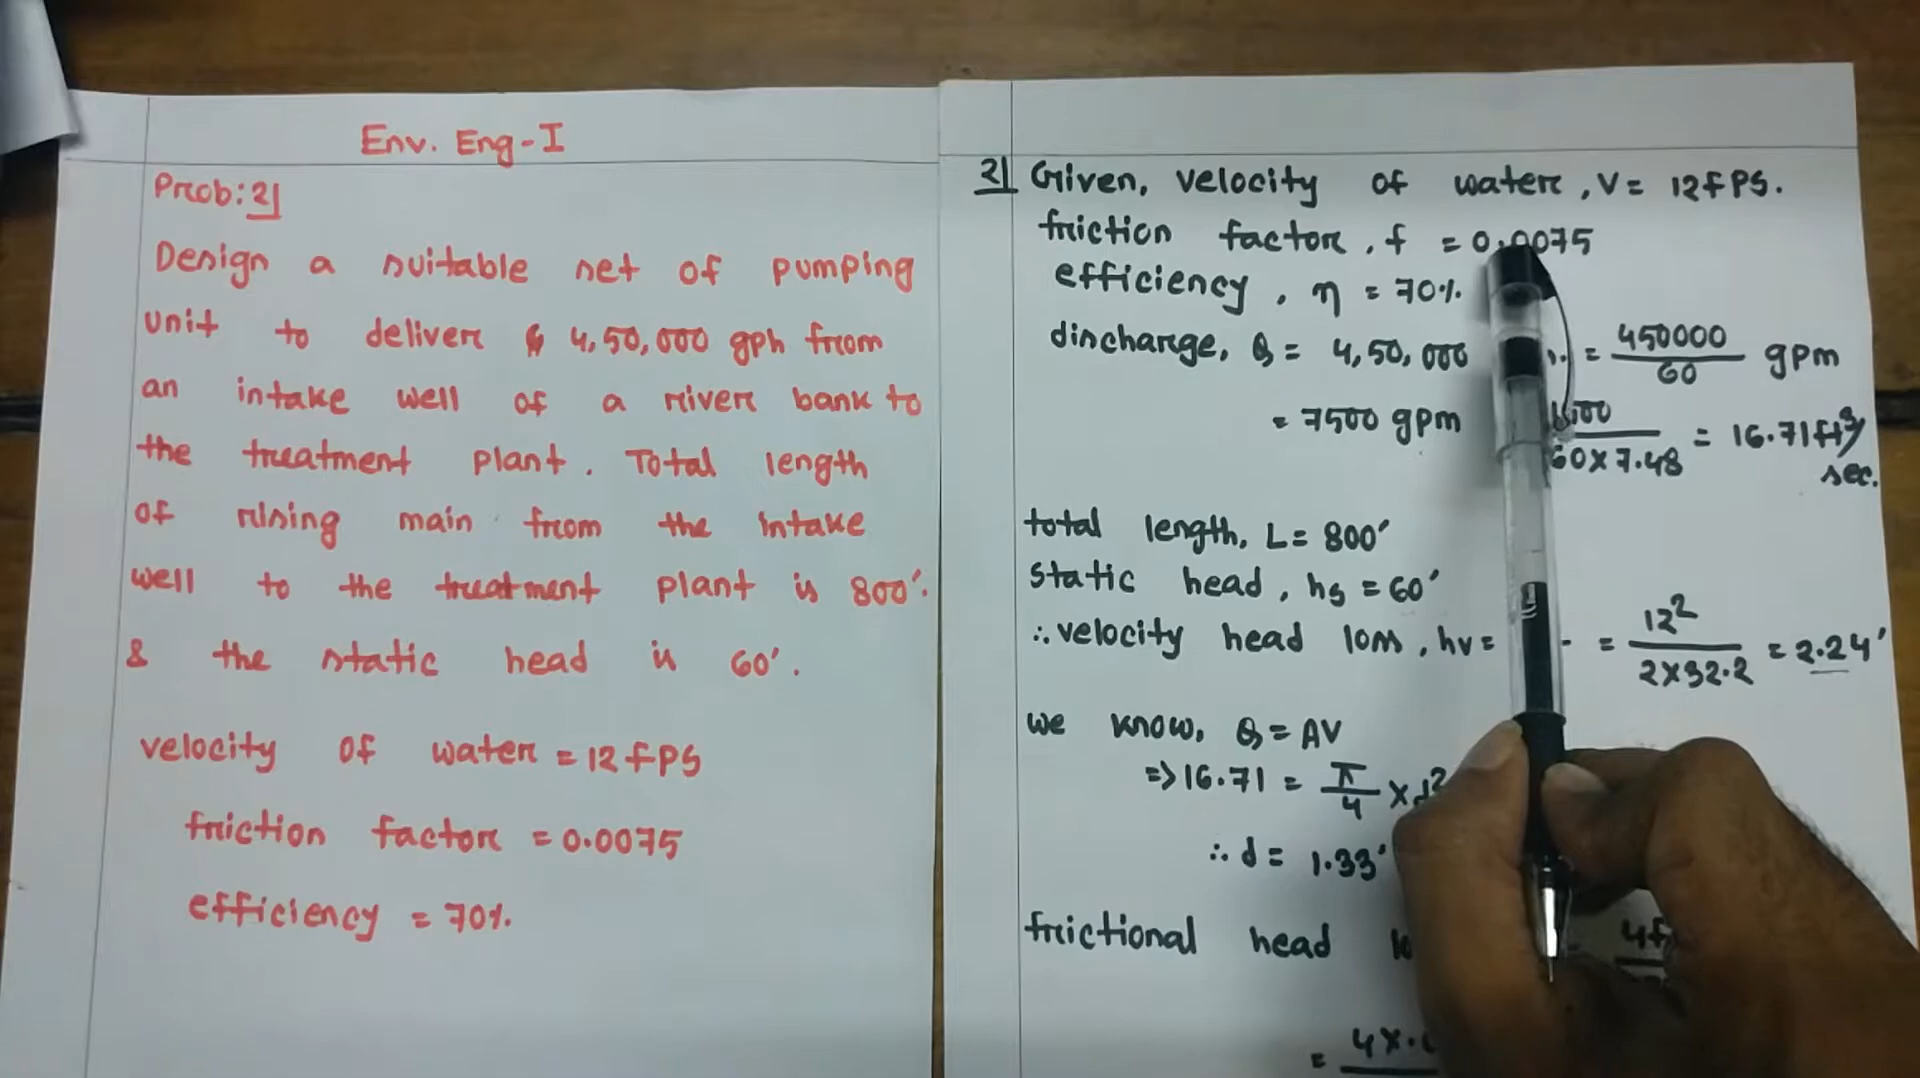 Env. Eng-I
Prob: 21
Design a suitable set of pumping
unit to deliver 4,50,000 gph from
an intake well of a river bank to
the treatment plant. Total length
of rising main from the intake
well to the treatment plant is 800'.
& the static head is 60'.
velocity of water = 12 fps
friction factor = 0.0075
efficiency = 70%.
21 Given, velocity of water, V = 12 fps.
friction factor, f = 0.0075
efficiency, η = 70%.
discharge, Q = 4,50,000 = 450000/60 gpm
= 7500 gpm 60×7.48 = 16.71 ft³/sec.
total length, L = 800'
static head, hs = 60'
∴ velocity head loss, hv = = 12²/2×32.2 = 2.24'
we know, Q = AV
=> 16.71 = π/4 × d²
∴ d = 1.33'
frictional head 4f
= 4×